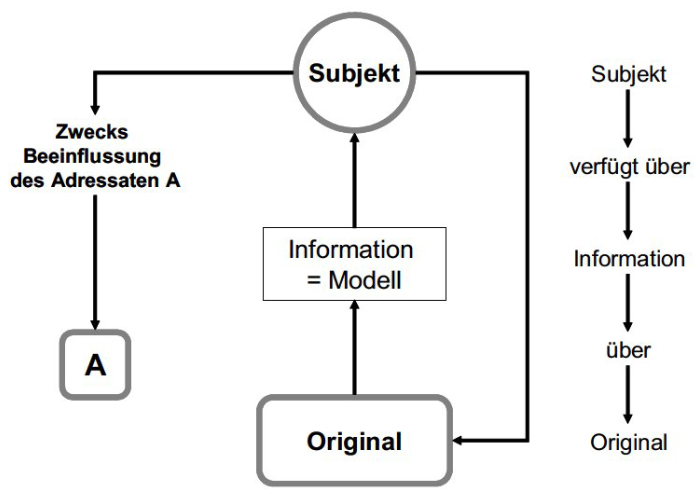 Subjekt
Zwecks
Beeinflussung
des Adressaten A
Information
= Modell
A
Original
Subjekt
verfügt über
Information
über
Original